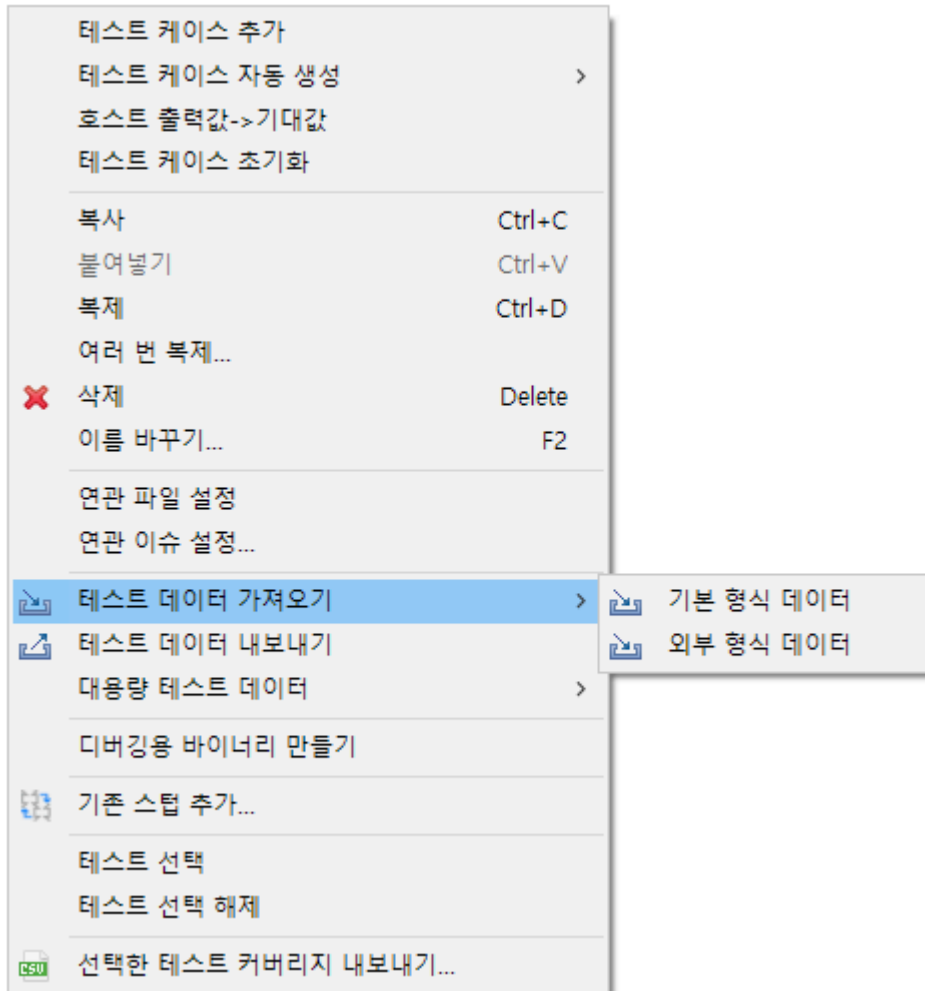 테스트 케이스 추가
테스트 케이스 자동 생성 >
호스트 출력값->기대값
테스트 케이스 초기화
복사 Ctrl+C
붙여넣기 Ctrl+V
복제 Ctrl+D
여러 번 복제...
삭제 Delete
이름 바꾸기... F2
연관 파일 설정
연관 이슈 설정...
테스트 데이터 가져오기 > 기본 형식 데이터
테스트 데이터 내보내기 외부 형식 데이터
대용량 테스트 데이터 >
디버깅용 바이너리 만들기
기존 스텁 추가...
테스트 선택
테스트 선택 해제
CSV 선택한 테스트 커버리지 내보내기...